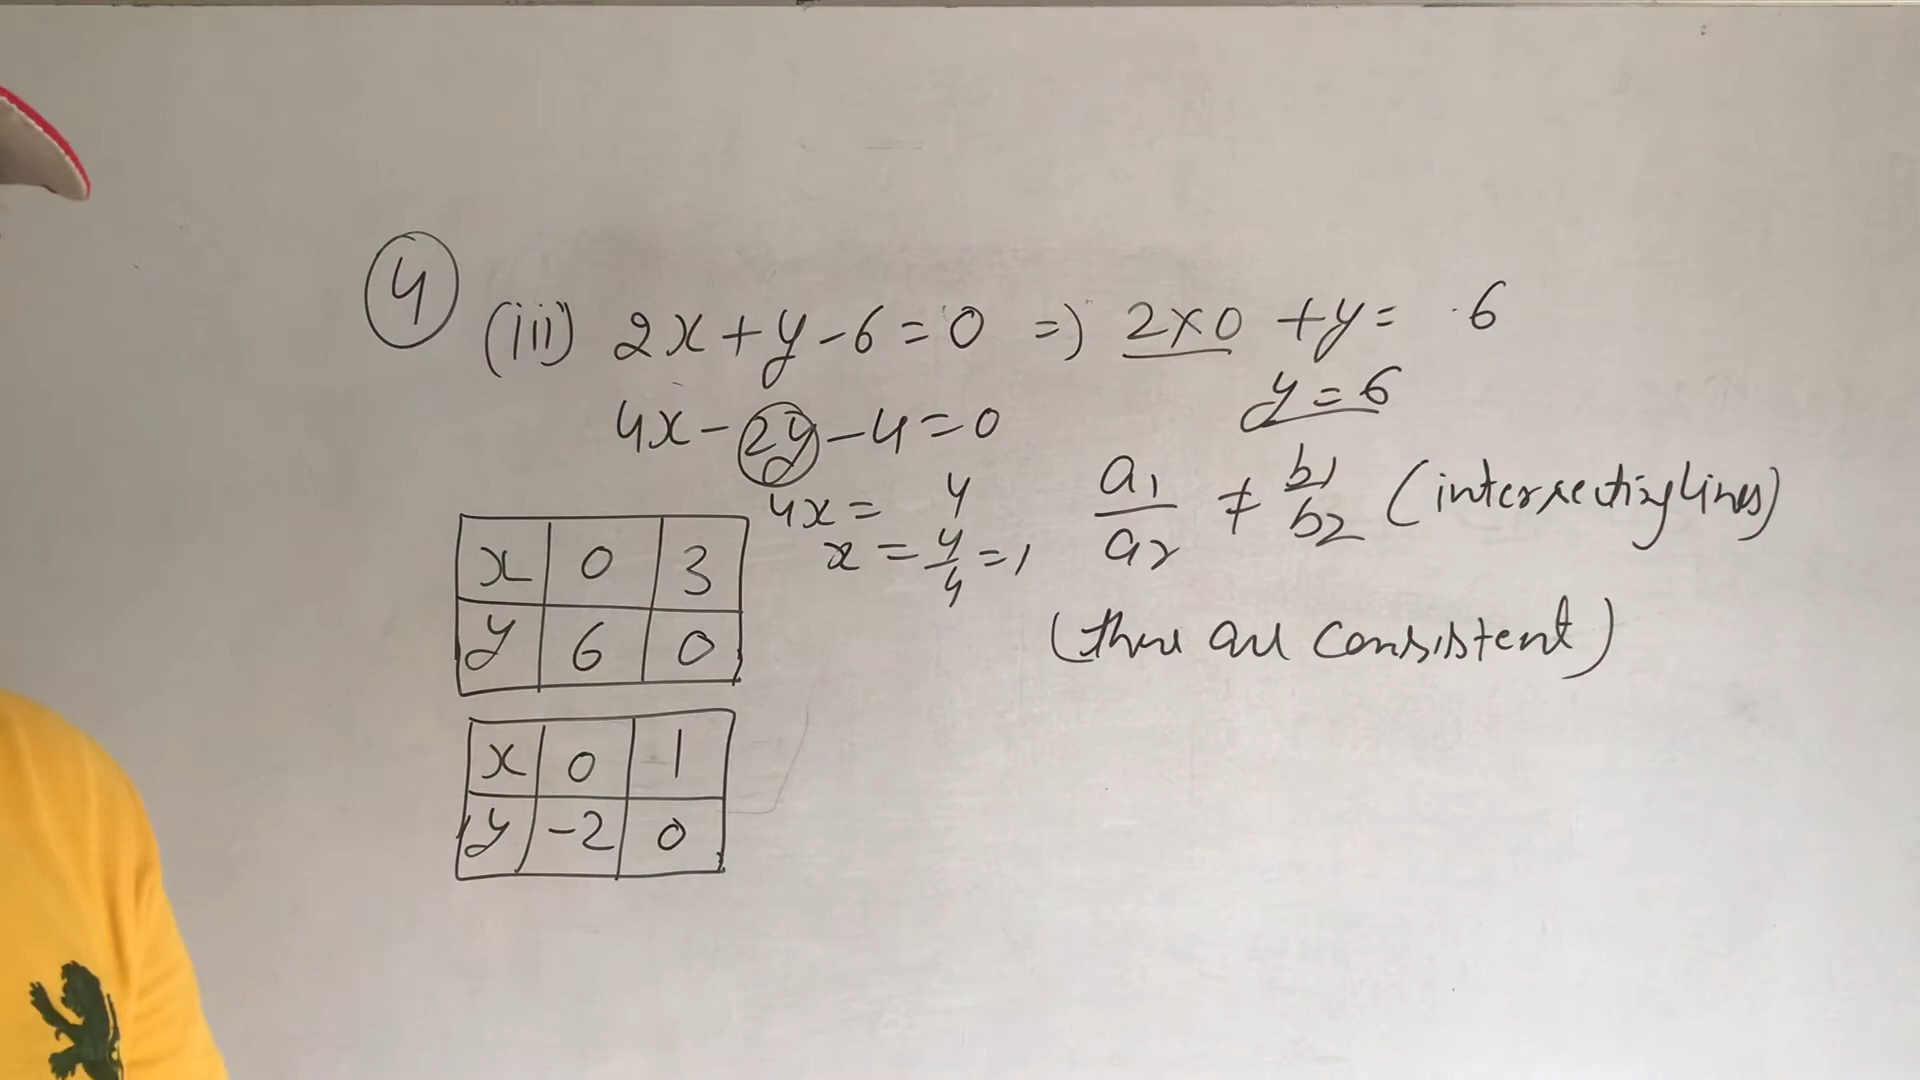 4
(iii) 2x+y-6=0 => 2×0 +y= 6
y=6
4x-2y-4=0
4x= 4
x=4/4=1
a1/a2 ≠ b1/b2 (intersecting lines)
(there are consistent)
x 0 3
y 6 0
x 0 1
y -2 0